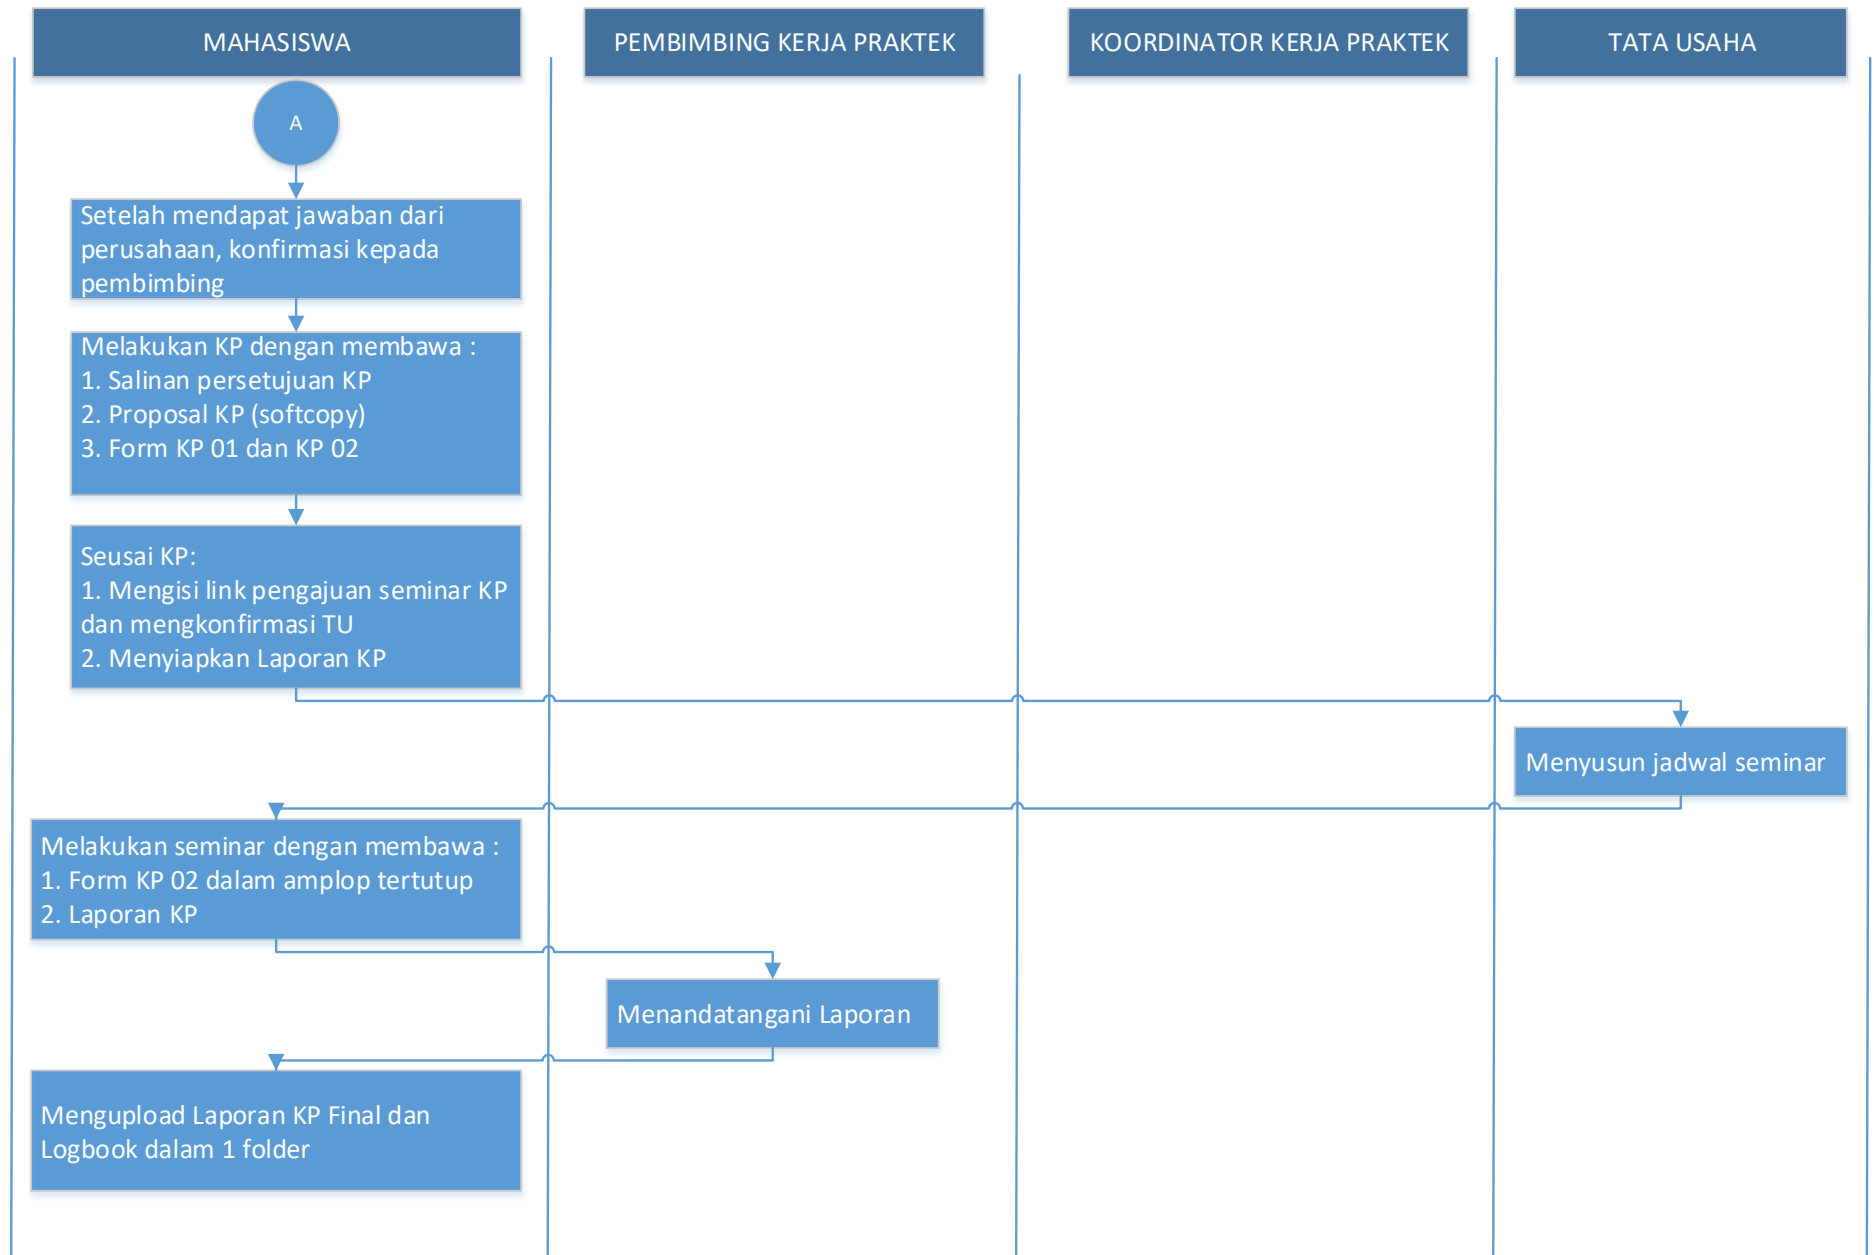 MAHASISWA
PEMBIMBING KERJA PRAKTEK
KOORDINATOR KERJA PRAKTEK
TATA USAHA
A
Setelah mendapat jawaban dari
perusahaan, konfirmasi kepada
pembimbing
Melakukan KP dengan membawa :
1. Salinan persetujuan KP
2. Proposal KP (softcopy)
3. Form KP 01 dan KP 02
Seusai KP:
1. Mengisi link pengajuan seminar KP
dan mengkonfirmasi TU
2. Menyiapkan Laporan KP
Menyusun jadwal seminar
Melakukan seminar dengan membawa :
1. Form KP 02 dalam amplop tertutup
2. Laporan KP
Menandatangani Laporan
Mengupload Laporan KP Final dan
Logbook dalam 1 folder